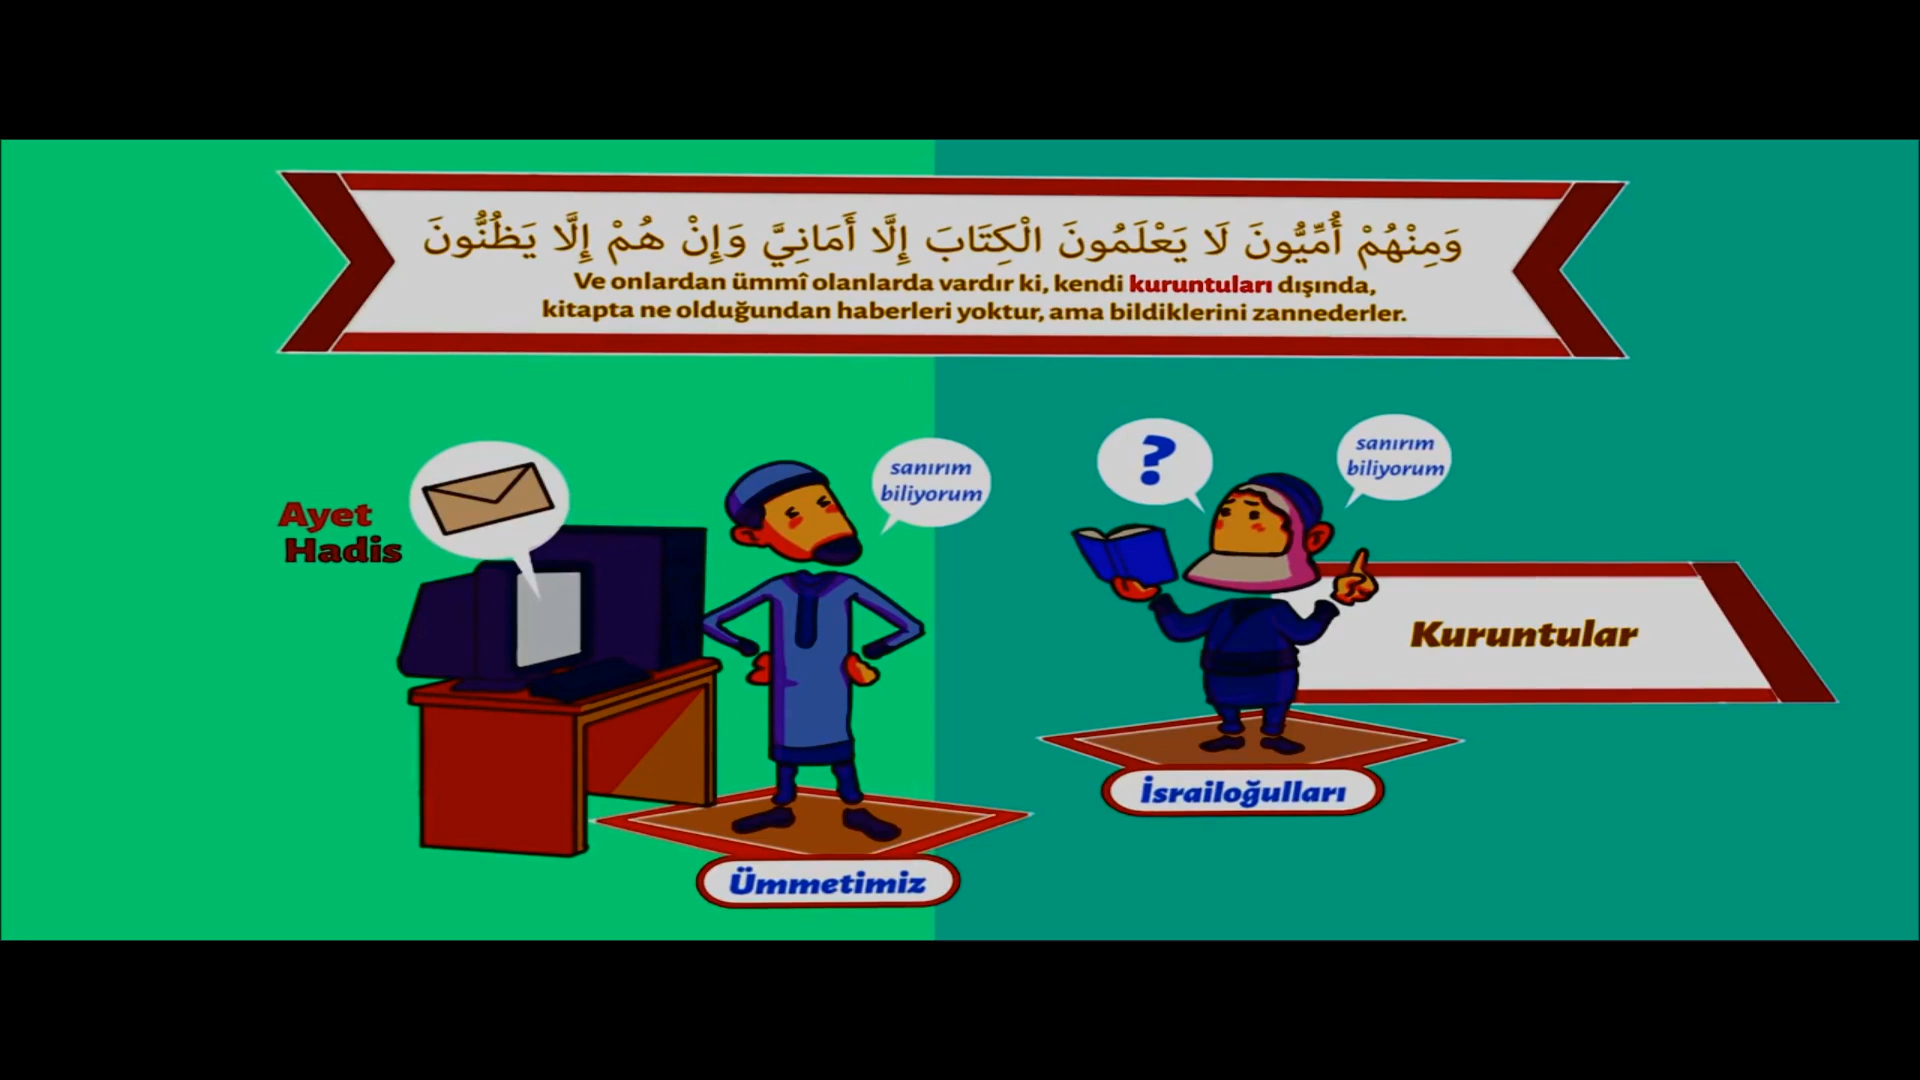 وَمِنْهُمْ أُمِّيُّونَ لَا يَعْلَمُونَ الْكِتَابَ إِلَّا أَمَانِيَّ وَإِنْ هُمْ إِلَّا يَظُنُّونَ
Ve onlardan ümmî olanlarda vardır ki, kendi kuruntuları dışında,
kitapta ne olduğundan haberleri yoktur, ama bildiklerini zannederler.
Ayet
Hadis
sanırım
biliyorum
?
sanırım
biliyorum
Kuruntular
İsrailoğulları
Ümmetimiz